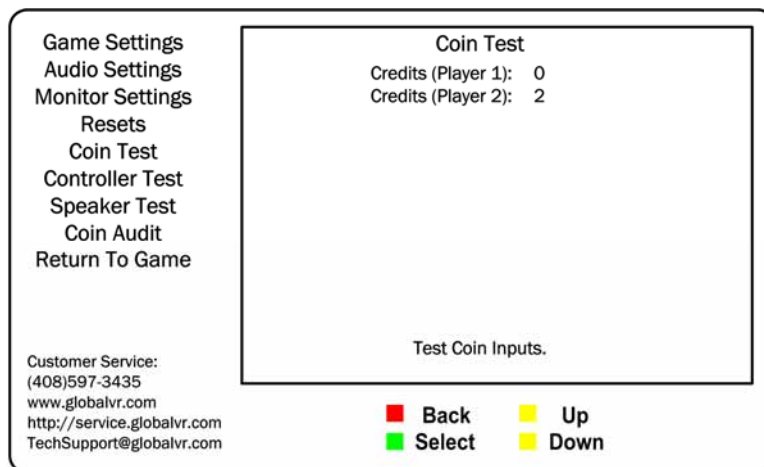 Game Settings
Audio Settings
Monitor Settings
Resets
Coin Test
Controller Test
Speaker Test
Coin Audit
Return To Game
Customer Service:
(408)597-3435
www.globalvr.com
http://service.globalvr.com
TechSupport@globalvr.com
Coin Test
Credits (Player 1): 0
Credits (Player 2): 2
Test Coin Inputs.
Back Up
Select Down